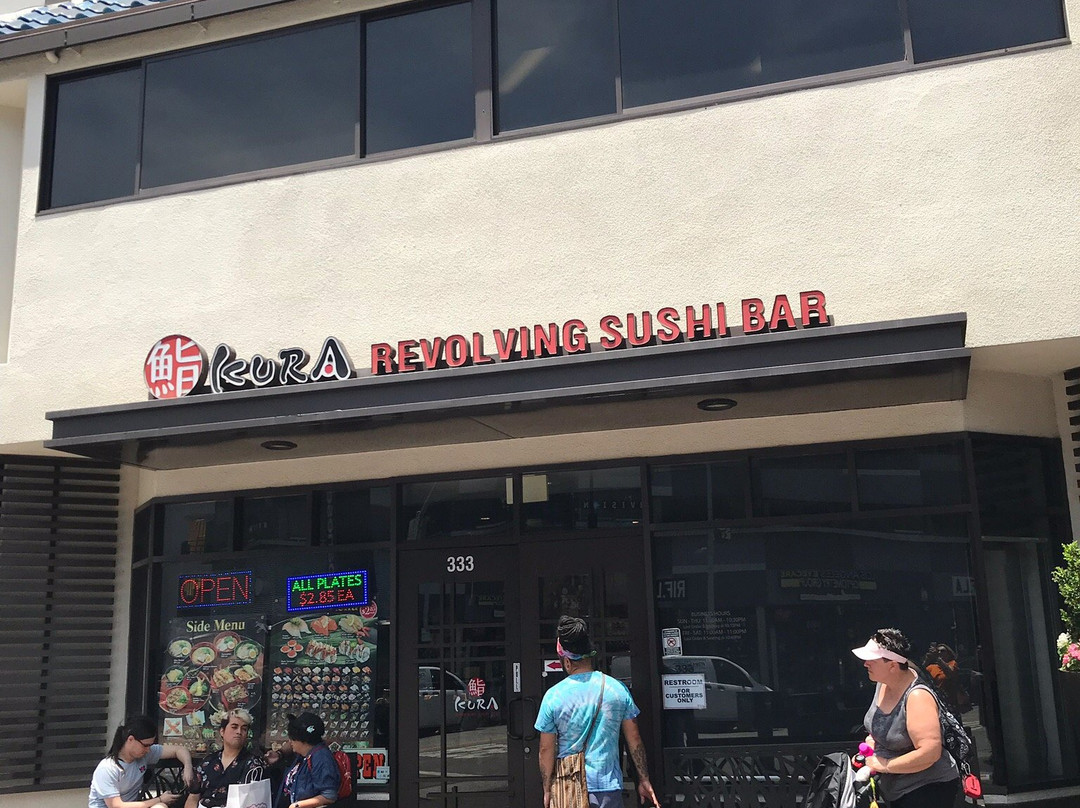 鮨 KURA REVOLVING SUSHI BAR
333
OPEN
ALL PLATES
$2.85 EA
Side Menu
RESTROOM
FOR
CUSTOMERS
ONLY
鮨
KURA
OPEN